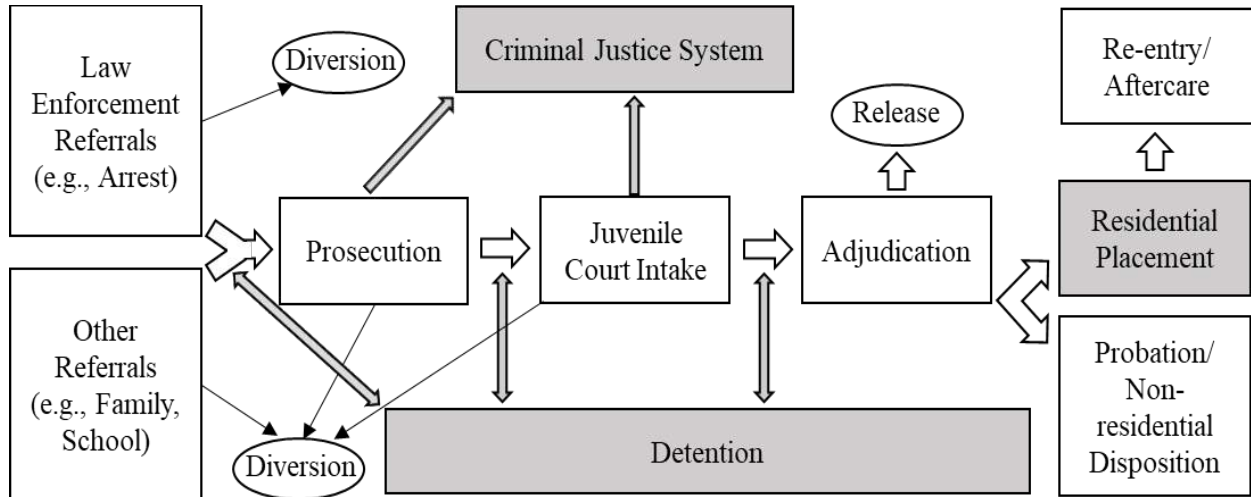 Law
Enforcement
Referrals
(e.g., Arrest)
Diversion
Criminal Justice System
Release
Re-entry/
Aftercare
Prosecution
Juvenile
Court Intake
Adjudication
Residential
Placement
Other
Referrals
(e.g., Family,
School)
Diversion
Detention
Probation/
Non-
residential
Disposition